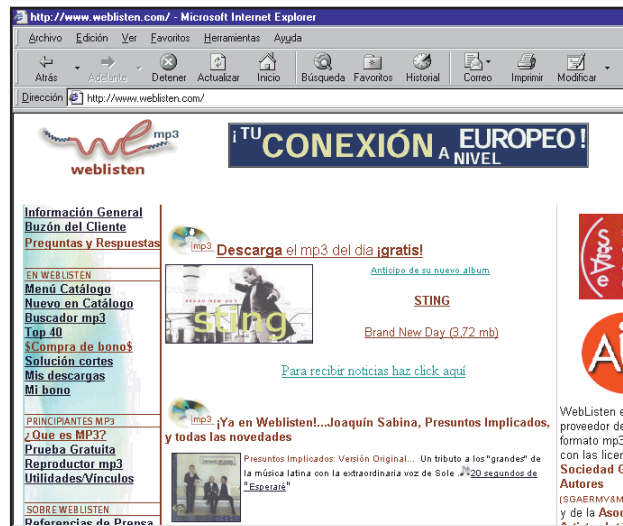 http://www.weblisten.com/ - Microsoft Internet Explorer
Archivo Edición Ver Favoritos Herramientas Ayuda
Atrás Adelante Detener Actualizar Inicio Búsqueda Favoritos Historial Correo Imprimir Modificar
Dirección http://www.weblisten.com/
we mp3
weblisten
¡TU CONEXIÓN A NIVEL EUROPEO!
Información General
Buzón del Cliente
Preguntas y Respuestas
EN WEBLISTEN
Menú Catálogo
Nuevo en Catálogo
Buscador mp3
Top 40
$Compra de bono$
Solución cortes
Mis descargas
Mi bono
PRINCIPIANTES MP3
¿Que es MP3?
Prueba Gratuita
Reproductor mp3
Utilidades/Vínculos
SOBRE WEBLISTEN
Referencias de Prensa
mp3 Descarga el mp3 del día ¡gratis!
BRAND NEW DAY
sting
Anticipo de su nuevo album
STING
Brand New Day (3,72 mb)
Para recibir noticias haz click aquí
mp3 ¡Ya en Weblisten!...Joaquín Sabina, Presuntos Implicados,
y todas las novedades
Presuntos Implicados: Versión Original... Un tributo a los "grandes" de
la música latina con la extraordinaria voz de Sole . 20 segundos de
"Esperaré"
WebListen e
proveedor de
formato mp3
con las licen
Sociedad G
Autores
(SGAERMV&M
y de la Asoc